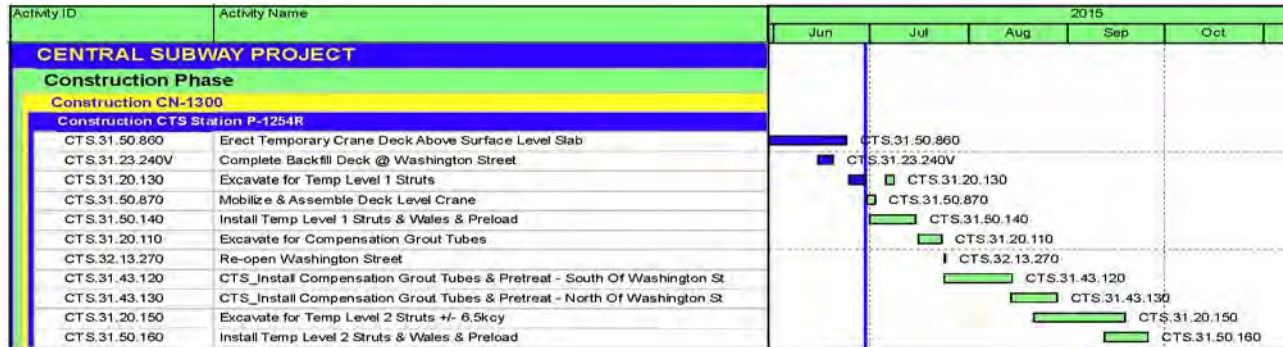 Activity ID Activity Name 2015
Jun Jul Aug Sep Oct
CENTRAL SUBWAY PROJECT
Construction Phase
Construction CN-1300
Construction CTS Station P-1254R
CTS.31.50.860 Erect Temporary Crane Deck Above Surface Level Slab CTS.31.50.860
CTS.31.23.240V Complete Backfill Deck @ Washington Street CTS.31.23.240V
CTS.31.20.130 Excavate for Temp Level 1 Struts CTS.31.20.130
CTS.31.50.870 Mobilize & Assemble Deck Level Crane CTS.31.50.870
CTS.31.50.140 Install Temp Level 1 Struts & Wales & Preload CTS.31.50.140
CTS.31.20.110 Excavate for Compensation Grout Tubes CTS.31.20.110
CTS.32.13.270 Re-open Washington Street CTS.32.13.270
CTS.31.43.120 CTS_Install Compensation Grout Tubes & Pretreat - South Of Washington St CTS.31.43.120
CTS.31.43.130 CTS_Install Compensation Grout Tubes & Pretreat - North Of Washington St CTS.31.43.130
CTS.31.20.150 Excavate for Temp Level 2 Struts +/- 6.5kcy CTS.31.20.150
CTS.31.50.160 Install Temp Level 2 Struts & Wales & Preload CTS.31.50.160